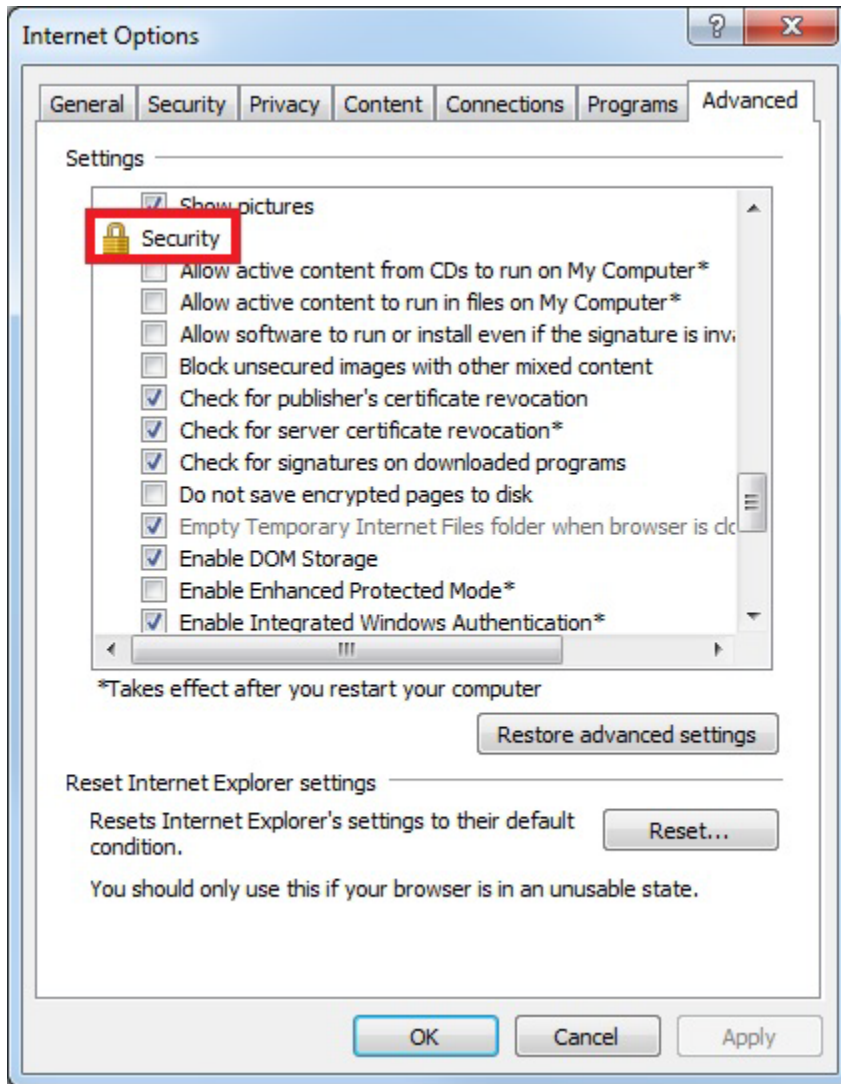 Internet Options
General Security Privacy Content Connections Programs Advanced
Settings
Show pictures
Security
Allow active content from CDs to run on My Computer*
Allow active content to run in files on My Computer*
Allow software to run or install even if the signature is
Block unsecured images with other mixed content
Check for publisher's certificate revocation
Check for server certificate revocation*
Check for signatures on downloaded programs
Do not save encrypted pages to disk
Empty Temporary Internet Files folder when browser is
Enable DOM Storage
Enable Enhanced Protected Mode*
Enable Integrated Windows Authentication*
*Takes effect after you restart your computer
Restore advanced settings
Reset Internet Explorer settings
Resets Internet Explorer's settings to their default
condition.
Reset...
You should only use this if your browser is in an unusable state.
OK Cancel Apply